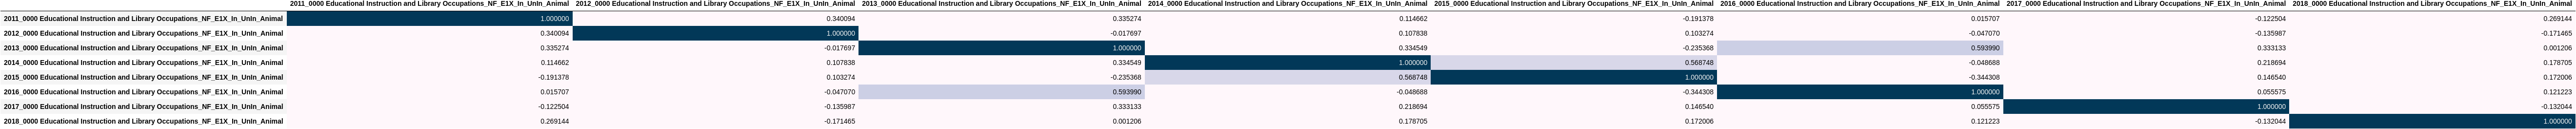 2011_0000 Educational Instruction and Library Occupations_NF_E1X_In_UnIn_Animal 2012_0000 Educational Instruction and Library Occupations_NF_E1X_In_UnIn_Animal 2013_0000 Educational Instruction and Library Occupations_NF_E1X_In_UnIn_Animal 2014_0000 Educational Instruction and Library Occupations_NF_E1X_In_UnIn_Animal 2015_0000 Educational Instruction and Library Occupations_NF_E1X_In_UnIn_Animal 2016_0000 Educational Instruction and Library Occupations_NF_E1X_In_UnIn_Animal 2017_0000 Educational Instruction and Library Occupations_NF_E1X_In_UnIn_Animal 2018_0000 Educational Instruction and Library Occupations_NF_E1X_In_UnIn_Animal
2011_0000 Educational Instruction and Library Occupations_NF_E1X_In_UnIn_Animal 1.000000 0.340094 0.335274 0.114662 -0.191378 0.015707 -0.122504 0.269144
2012_0000 Educational Instruction and Library Occupations_NF_E1X_In_UnIn_Animal 0.340094 1.000000 -0.017697 0.107838 0.103274 -0.047070 -0.135987 -0.171465
2013_0000 Educational Instruction and Library Occupations_NF_E1X_In_UnIn_Animal 0.335274 -0.017697 1.000000 0.334549 -0.235368 0.593990 0.333133 0.001206
2014_0000 Educational Instruction and Library Occupations_NF_E1X_In_UnIn_Animal 0.114662 0.107838 0.334549 1.000000 0.568748 -0.048688 0.218694 0.178705
2015_0000 Educational Instruction and Library Occupations_NF_E1X_In_UnIn_Animal -0.191378 0.103274 -0.235368 0.568748 1.000000 -0.344308 0.146540 0.172006
2016_0000 Educational Instruction and Library Occupations_NF_E1X_In_UnIn_Animal 0.015707 -0.047070 0.593990 -0.048688 -0.344308 1.000000 0.055575 0.121223
2017_0000 Educational Instruction and Library Occupations_NF_E1X_In_UnIn_Animal -0.122504 -0.135987 0.333133 0.218694 0.146540 0.055575 1.000000 -0.132044
2018_0000 Educational Instruction and Library Occupations_NF_E1X_In_UnIn_Animal 0.269144 -0.171465 0.001206 0.178705 0.172006 0.121223 -0.132044 1.000000